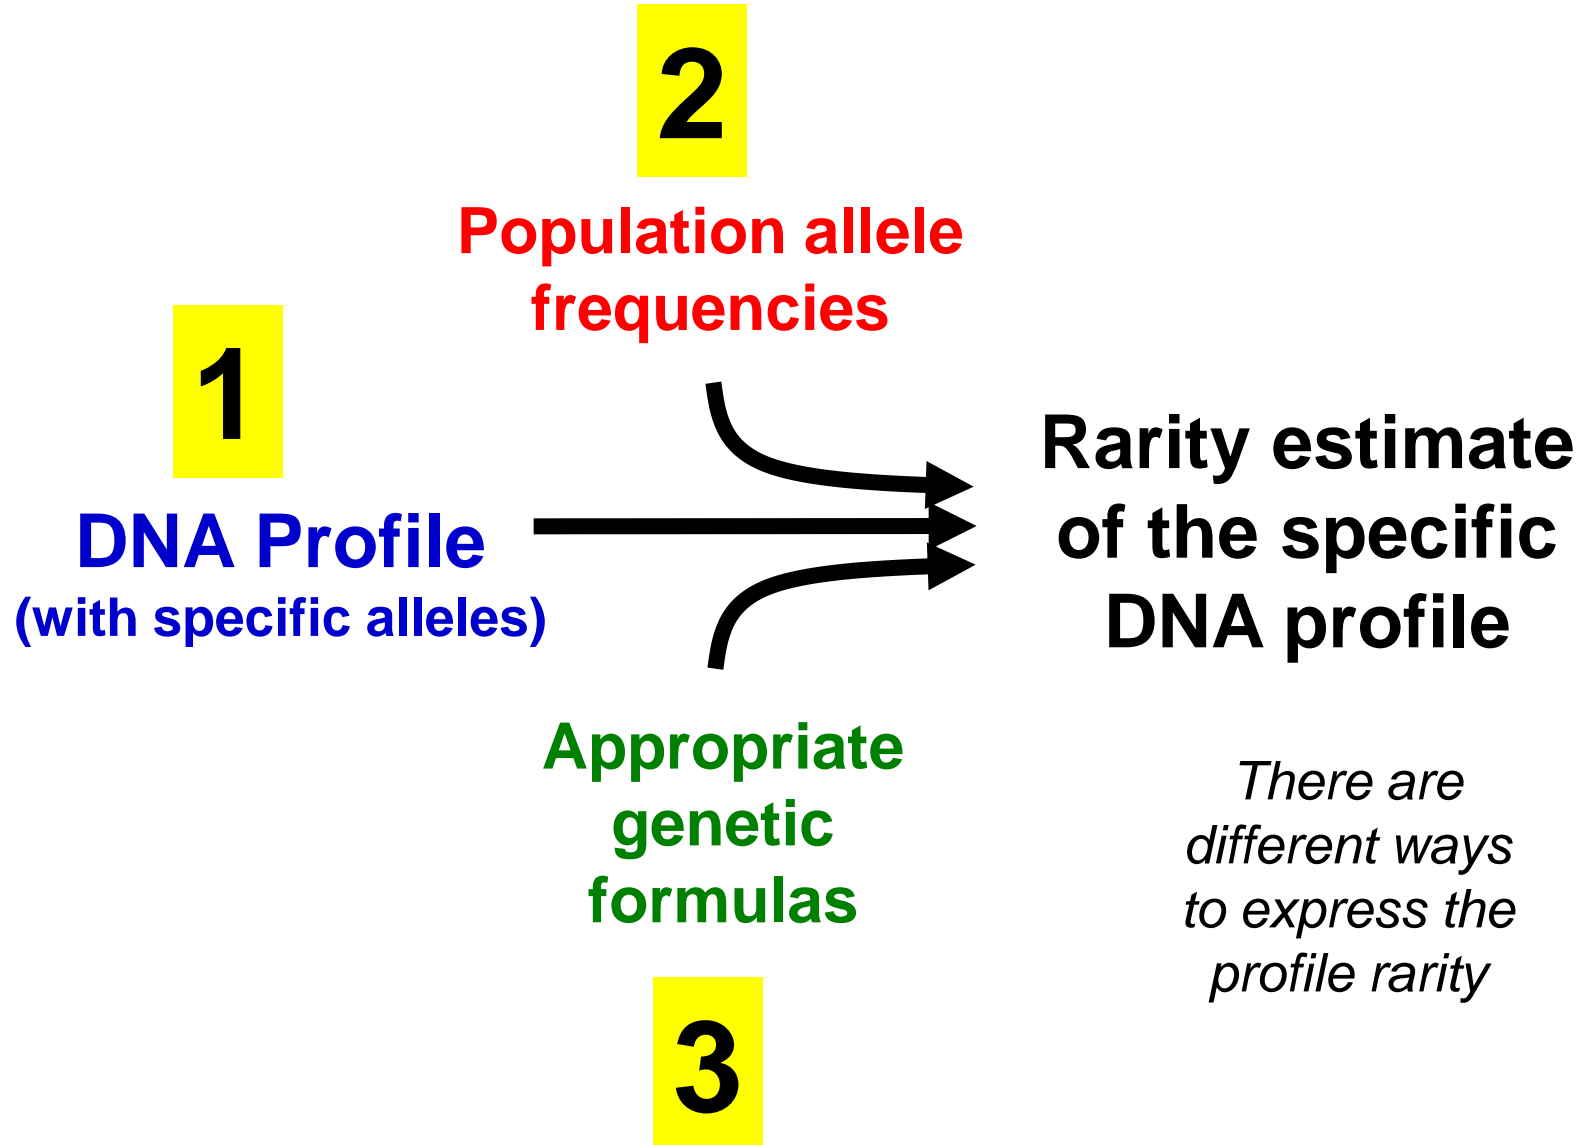 2
Population allele
frequencies
1
DNA Profile
(with specific alleles)
Rarity estimate
of the specific
DNA profile
Appropriate
genetic
formulas
3
There are
different ways
to express the
profile rarity